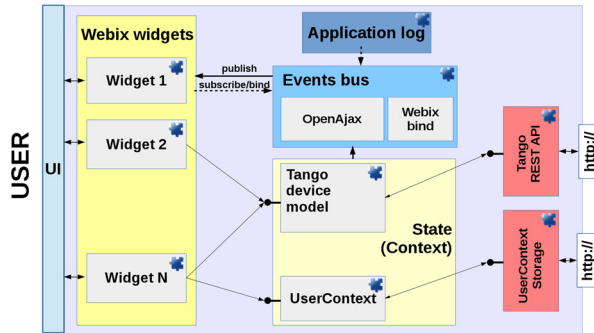 USER
UI
Webix widgets
Widget 1
Widget 2
Widget N
publish
subscribe/bind
Application log
Events bus
OpenAjax
Webix
bind
Tango
device
model
State
(Context)
UserContext
Tango
REST API
http://
UserContext
Storage
http://